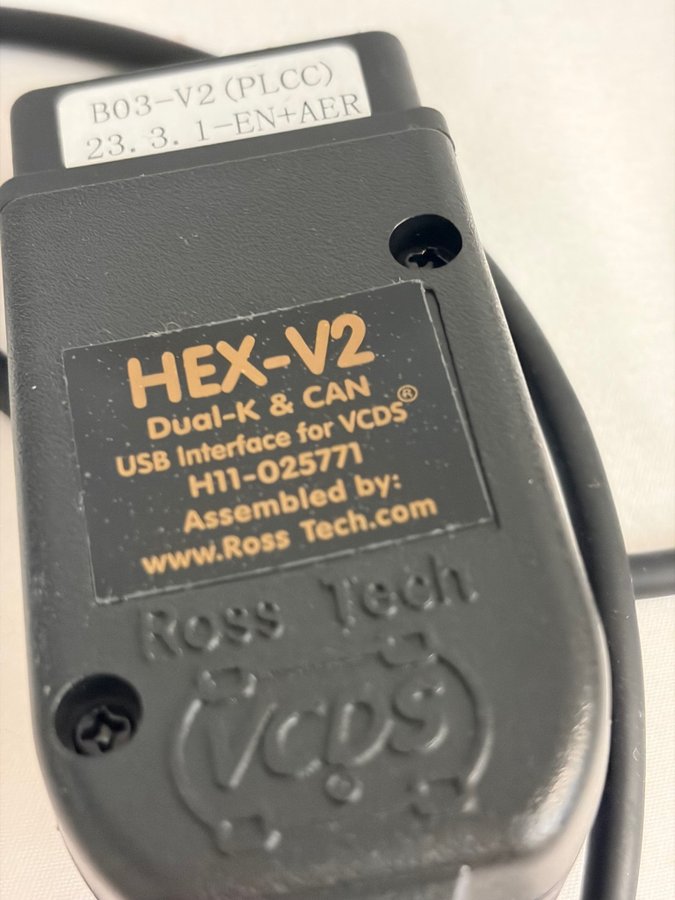 B03-V2(PLCC)
23.3.1-EN+AER
HEX-V2
Dual-K & CAN
USB Interface for VCDS®
H11-025771
Assembled by:
www.Ross Tech.com
Ross Tech
VCDS